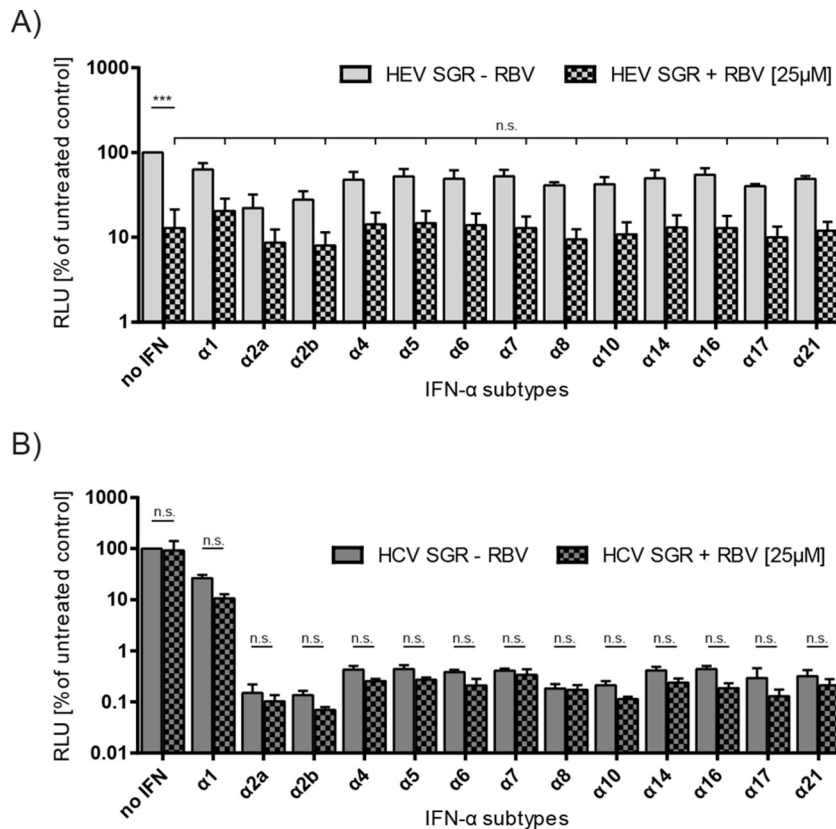 A)
HEV SGR - RBV HEV SGR + RBV [25µM]
RLU [% of untreated control]
1000
100
10
1
***
n.s.
no IFN α1 α2a α2b α4 α5 α6 α7 α8 α10 α14 α16 α17 α21
IFN-α subtypes
B)
HCV SGR - RBV HCV SGR + RBV [25µM]
RLU [% of untreated control]
1000
100
10
1
0.1
0.01
n.s. n.s. n.s. n.s. n.s. n.s. n.s. n.s. n.s. n.s. n.s. n.s. n.s. n.s.
no IFN α1 α2a α2b α4 α5 α6 α7 α8 α10 α14 α16 α17 α21
IFN-α subtypes